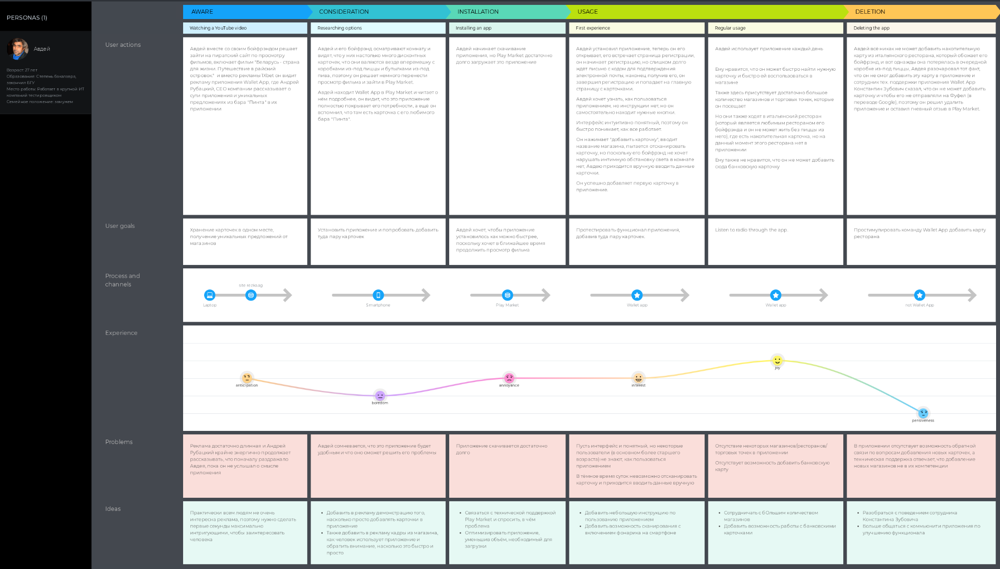 PERSONAS (1)
Авдей
Возраст: 27 лет
Образование: Степень бакалавра,
закончил БГУ
Место работы: Работает в крупной ИТ
компаний тестировщиком
Семейное положение: замужем
AWARE
CONSIDERATION
INSTALLATION
USAGE
DELETION
Watching a YouTube video
Researching options
Installing an app
First experience
Regular usage
Deleting the app
User actions
Авдей вместе со своим бойфрэндом решает
зайти на пиратский сайт по просмотру
фильмов, включает фильм "Беларусь - страна
для жизни. Путешествие в райский
островок."  и вместо рекламы 1Xbet он видит
рекламу приложения Wallet App, где Андрей
Рубацкий, CEO компании рассказывает о
сути приложения и уникальных
предложениях из бара "Пинта" в их
приложении
Авдей и его бойфрэнд осматривают комнату и
видят, что у них настолько много дисконтных
карточек, что они валяются везде вперемешку с
коробками из-под пиццы и бутылками из-под
пива, поэтому он решает немного перенести
просмотр фильма и зайти в Play Market.
Авдей находит Wallet App в Play Market и читает о
нём подробнее, он видит, что это приложение
полностью покрывает его потребности, а ещё он
вспомнил, что там есть карточка с его любимого
бара "Пинта".
Авдей начинает скачивание
приложения, но Play Market достаточно
долго загружает это приложение
Авдей установил приложение, теперь он его
открывает, его встречает страница регистрации,
он начинает регистрацию, но слишком долго
ждет письмо с кодом для подтверждения
электронной почты, наконец получив его, он
завершил регистрацию и попадает на главную
страницу с карточками.
Авдей хочет узнать, как пользоваться
приложением, но инструкции нет, но он
самостоятельно находит нужные кнопки.
Интерфейс интуитивно понятный, поэтому он
быстро понимает, как все работает.
Он нажимает "добавить карточку", вводит
название магазина, пытается отсканировать
карточку, но поскольку его бойфрэнд не хочет
нарушать интимную обстановку света в комнате
нет, Авдею приходится вручную вводить данные
карточки.
Он успешно добавляет первую карточку в
приложение.
Авдей использует приложение каждый день
Ему нравится, что он может быстро найти нужную
карточку и быстро ей воспользоваться в
магазине
Также здесь присутствует достаточно большое
количество магазинов и торговых точек, которые
он посещает
Но они также ходят в итальянский ресторан
(который является любимым рестораном его
бойфрэнда и он не может жить без пиццы из
него), где есть накопительная карточка, но на
данный момент этого ресторана нет в
приложении
Ему также не нравится, что он не может добавить
сюда банковскую карточку
Авдей всё никак не может добавить накопительную
карту из итальянского ресторана, который обожает его
бойфрэнд, и вот однажды она потерялась в очередной
коробке из-под пиццы, Авдея разочаровал тот факт,
что он не смог добавить эту карту в приложение и
сотрудник тех. поддержки приложения Wallet App
Константин Зубович сказал, что он не может добавить
карточку и чтобы его не отправляли на Фуфел (в
переводе Google), поэтому он решил удалить
приложение и оставил гневный отзыв в Play Market.
User goals
Хранение карточек в одном месте,
получение уникальных предложений от
магазинов
Установить приложение и попробовать добавить
туда пару карточек
Авдей хочет, чтобы приложение
установилось как можно быстрее,
поскольку хочет в ближайшее время
продолжить просмотр фильма
Протестировать функционал приложения,
добавив туда пару карточек.
Listen to radio through the app.
Простимулировать команду Wallet App добавить карту
ресторана
Process and
channels
site rezka.ag
Laptop
Smartphone
Play Market
Wallet app
Wallet app
not Wallet App
Experience
anticipation
boredom
annoyance
interest
joy
pensiveness
Problems
Реклама достаточно длинная и Андрей
Рубацкий крайне энергично продолжает
рассказывать, что поначалу раздражало
Авдея, пока он не услышал о смысле
приложения
Авдей сомневается, что это приложение будет
удобным и что оно сможет решить его проблемы
Приложение скачивается достаточно
долго
Пусть интерфейс и понятный, но некоторые
пользователи (в основном более старшего
возраста) не знают, как пользоваться
приложением
В тёмное время суток невозможно отсканировать
карточку и приходится вводить данные вручную
Отсутствие некоторых магазинов/ресторанов/
торговых точек в приложении
Отсутствует возможность добавить банковскую
карту
В приложении отсутствует возможность обратной
связи по вопросам добавления новых карточек, а
техническая поддержка отвечает, что добавление
новых магазинов не в их компетенции
Ideas
Практически всем людям не очень
интересна реклама, поэтому нужно сделать
первые секунды максимально
интригующими, чтобы заинтересовать
человека
• Добавить в рекламу демонстрацию того,
насколько просто добавлять карточки в
приложение
• Также добавить в рекламу кадры из магазина,
как человек использует приложение и
обратить внимание, насколько это быстро и
просто
• Связаться с технической поддержкой
Play Market и спросить, в чём
проблема
• Оптимизировать приложение,
уменьшив объём, необходимый для
загрузки
• Добавить небольшую инструкцию по
пользованию приложением
• Добавить возможность сканирования с
включением фонарика на смартфоне
• Сотрудничать с бОльшим количеством
магазинов
• Добавить возможность работы с банковскими
карточками
• Разобраться с поведением сотрудника
Константина Зубовича
• Больше общаться с коммьюнити приложения по
улучшению функционала